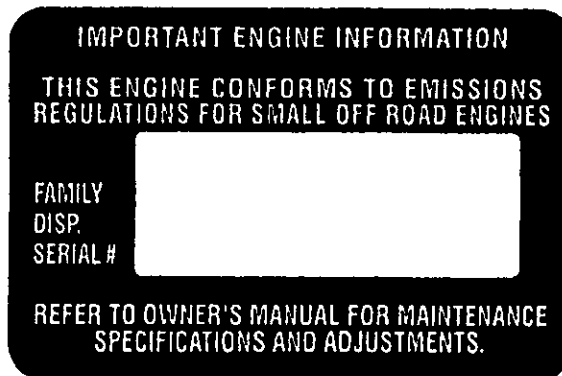 IMPORTANT ENGINE INFORMATION
THIS ENGINE CONFORMS TO EMISSIONS
REGULATIONS FOR SMALL OFF ROAD ENGINES
FAMILY
DISP.
SERIAL #
REFER TO OWNER'S MANUAL FOR MAINTENANCE
SPECIFICATIONS AND ADJUSTMENTS.